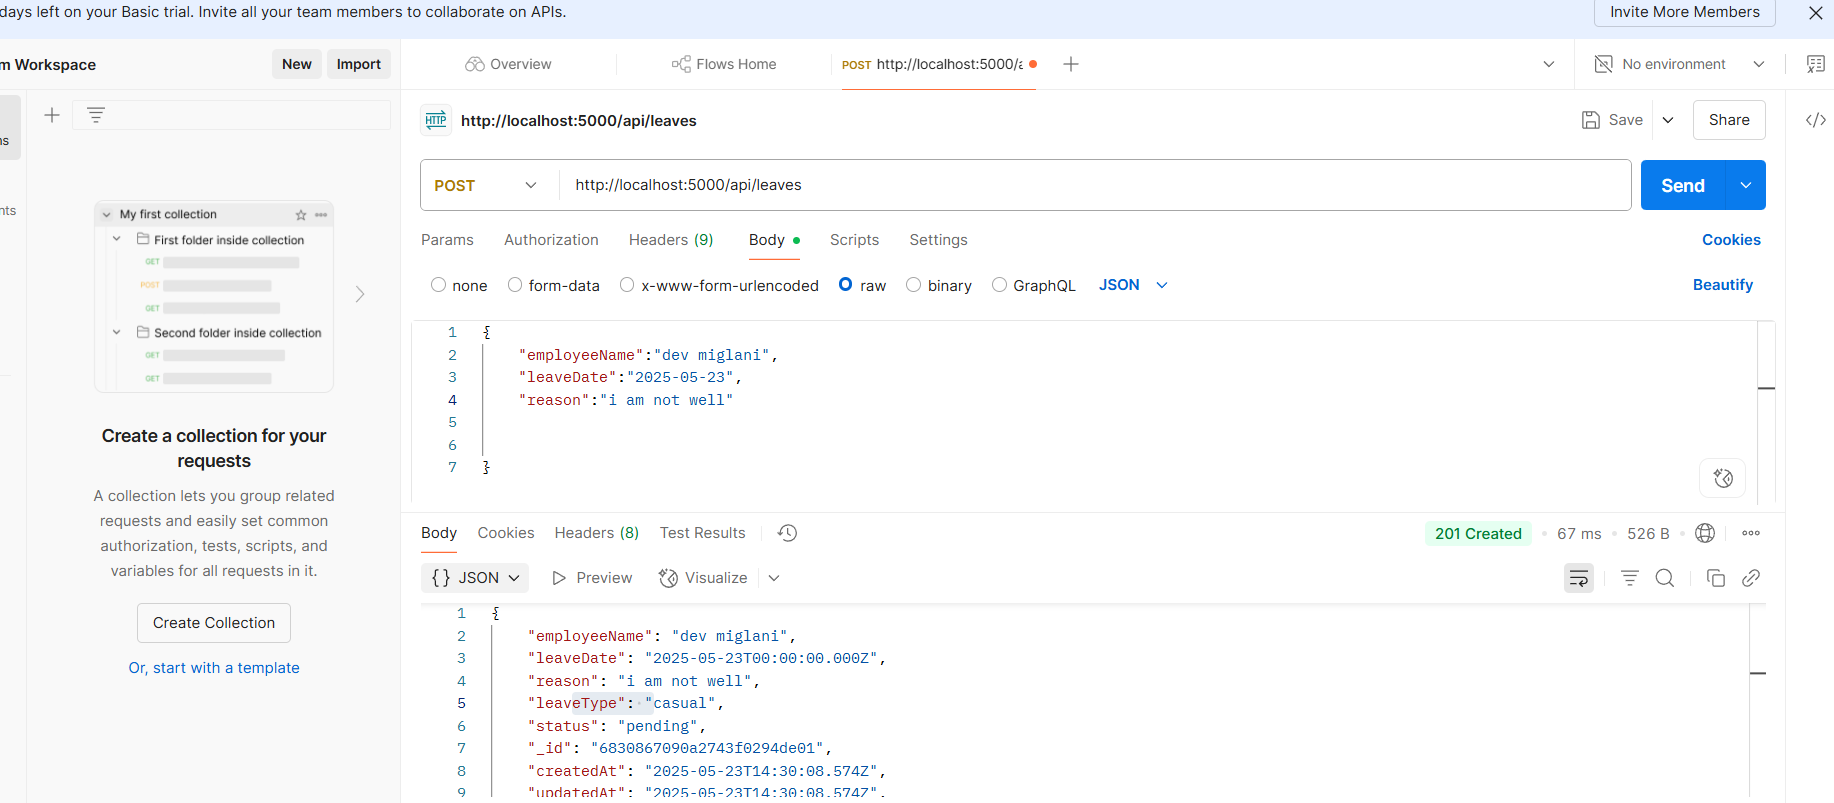 days left on your Basic trial. Invite all your team members to collaborate on APIs.
Invite More Members
m Workspace
New
Import
Overview
Flows Home
POST http://localhost:5000/a
No environment
ns
nts
My first collection
First folder inside collection
GET
POST
GET
Second folder inside collection
GET
GET
Create a collection for your
requests
A collection lets you group related
requests and easily set common
authorization, tests, scripts, and
variables for all requests in it.
Create Collection
Or, start with a template
HTTP
http://localhost:5000/api/leaves
Save
Share
POST
http://localhost:5000/api/leaves
Send
Params
Authorization
Headers (9)
Body
Scripts
Settings
Cookies
none
form-data
x-www-form-urlencoded
raw
binary
GraphQL
JSON
Beautify
1 {
2 "employeeName":"dev miglani",
3 "leaveDate":"2025-05-23",
4 "reason":"i am not well"
5
6
7 }
Body
Cookies
Headers (8)
Test Results
201 Created
67 ms
526 B
{} JSON
Preview
Visualize
1 {
2 "employeeName": "dev miglani",
3 "leaveDate": "2025-05-23T00:00:00.000Z",
4 "reason": "i am not well",
5 "leaveType": "casual",
6 "status": "pending",
7 "_id": "6830867090a2743f0294de01",
8 "createdAt": "2025-05-23T14:30:08.574Z",
9 "updatedAt": "2025-05-23T14:30:08.574Z",